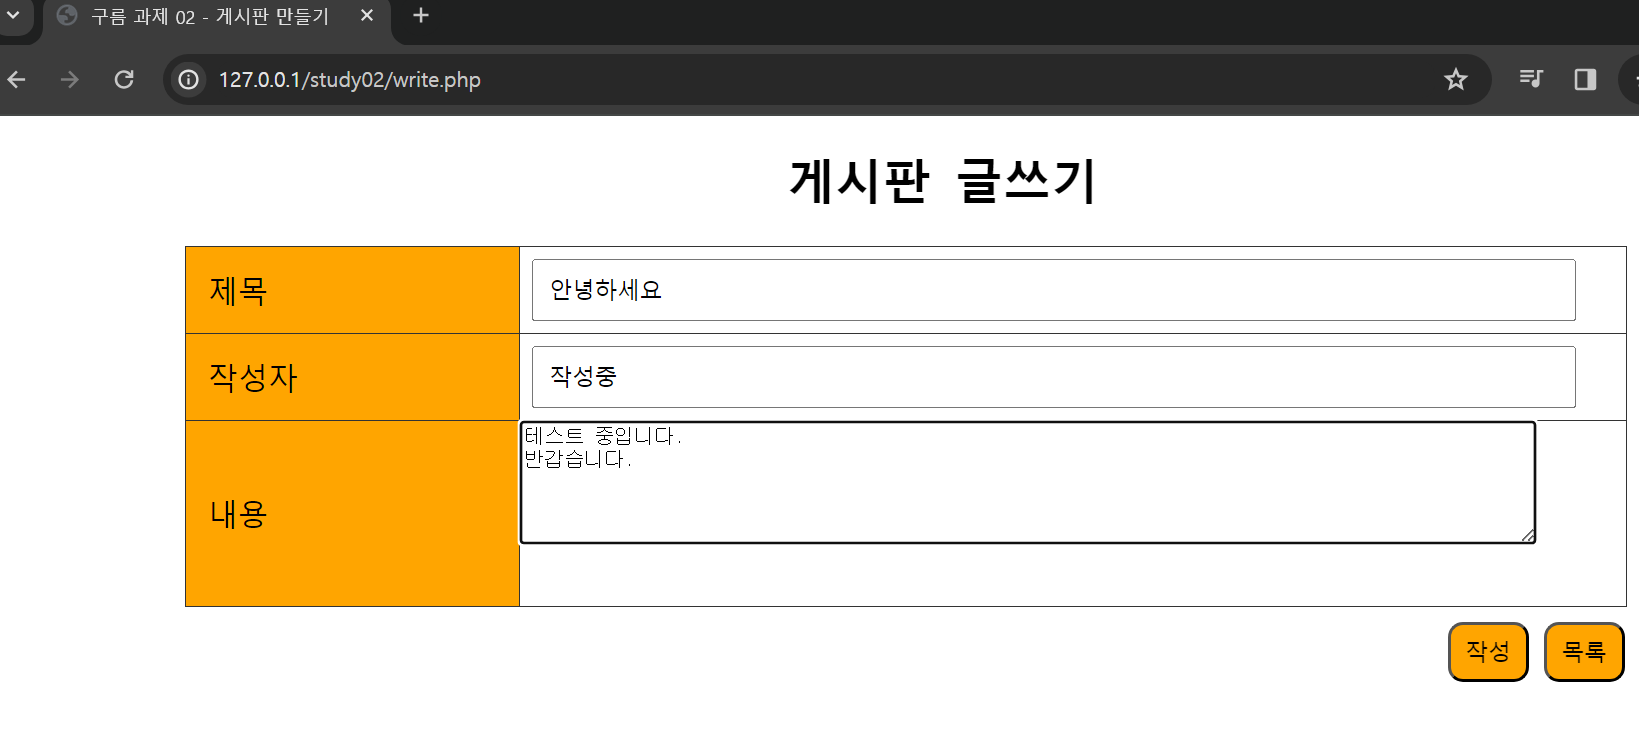 구름 과제 02 - 게시판 만들기
127.0.0.1/study02/write.php
게시판 글쓰기
제목
안녕하세요
작성자
작성중
내용
테스트 중입니다.
반갑습니다.
작성 목록